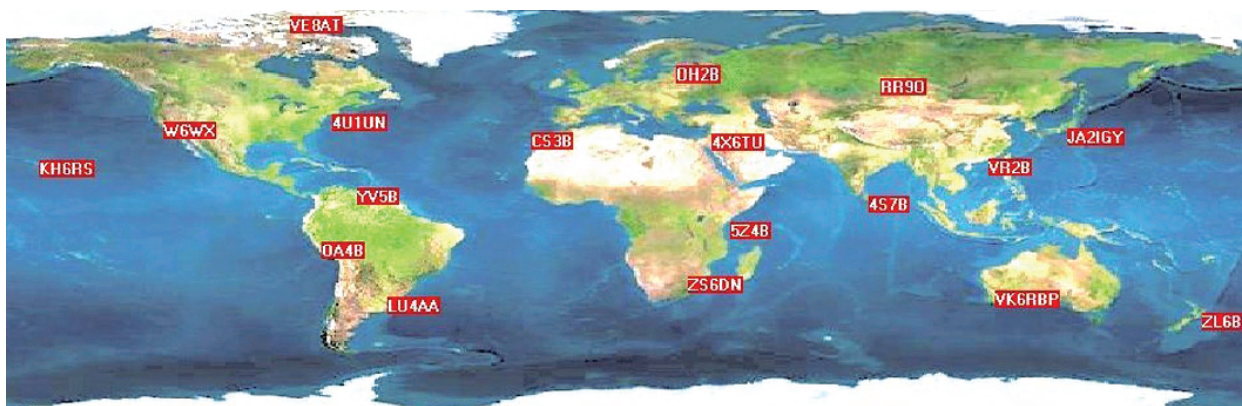 VE8AT
OH2B
RR9O
W6WX
4U1UN
CS3B
4X6TU
JA2IGY
KH6RS
VR2B
YV5B
4S7B
5Z4B
OA4B
ZS6DN
LU4AA
VK6RBP
ZL6B